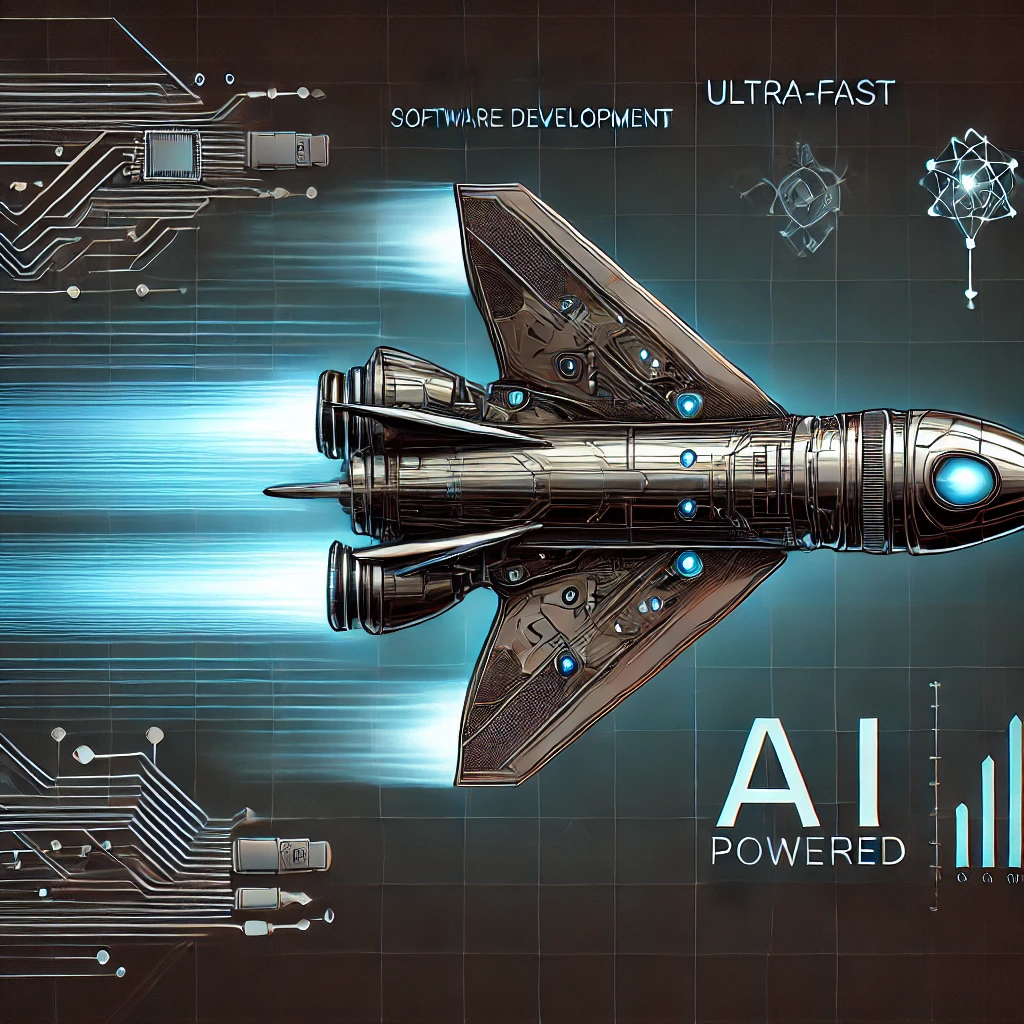 SOFTWARE DEVELOPMENT
ULTRA-FAST
AI
POWERED